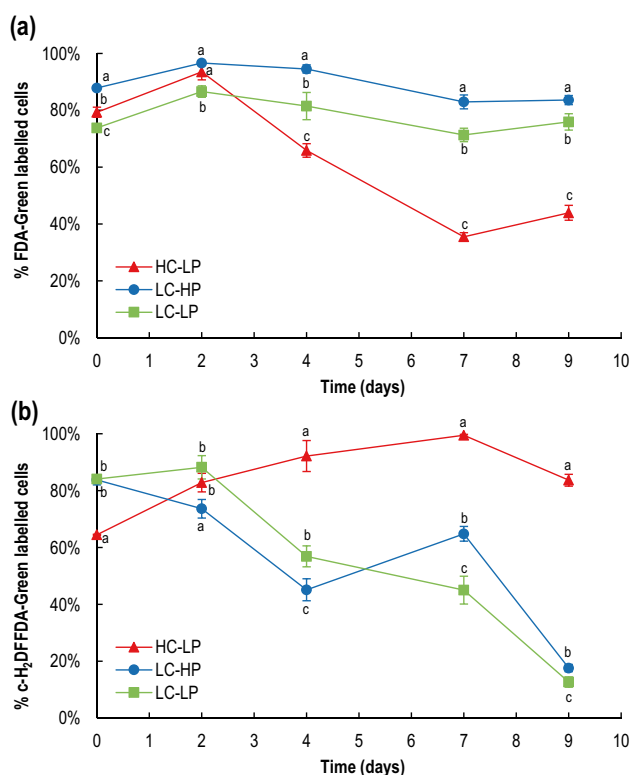 (a)
100%
80%
60%
40%
20%
0%
% FDA-Green labelled cells
a
b
c
a
a
b
a
b
c
a
b
c
a
b
c
HC-LP
LC-HP
LC-LP
0 1 2 3 4 5 6 7 8 9 10
Time (days)
(b)
100%
80%
60%
40%
20%
0%
% c-H₂DFFDA-Green labelled cells
b
b
a
b
b
a
a
b
c
a
b
c
a
b
c
HC-LP
LC-HP
LC-LP
0 1 2 3 4 5 6 7 8 9 10
Time (days)